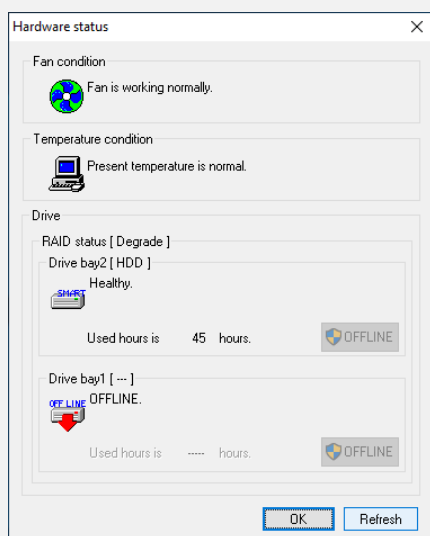 Hardware status
Fan condition
Fan is working normally.
Temperature condition
Present temperature is normal.
Drive
RAID status [ Degrade ]
Drive bay2 [ HDD ]
SMART
Healthy.
Used hours is 45 hours.
OFFLINE
Drive bay1 [ --- ]
OFF LINE
OFFLINE.
Used hours is ----- hours.
OFFLINE
OK
Refresh